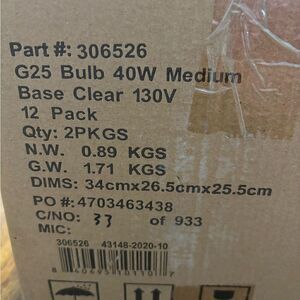 Part #: 306526
G25 Bulb 40W Medium
Base Clear 130V
12 Pack
Qty: 2PKGS
N.W. 0.89 KGS
G.W. 1.71 KGS
DIMS: 34cmx26.5cmx25.5cm
PO #: 4703463438
C/NO: 33 of 933
MIC:
306526 43148-2020-10